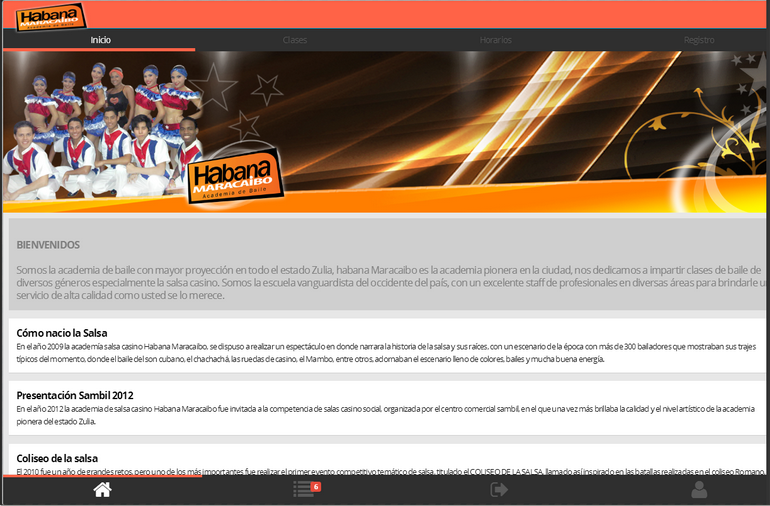 Habana
MARACAIBO
Academia de Baile
Inicio
Clases
Horarios
Registro
Habana
MARACAIBO
Academia de Baile
BIENVENIDOS
Somos la academia de baile con mayor proyección en todo el estado Zulia, habana Maracaibo es la academia pionera en la ciudad, nos dedicamos a impartir clases de baile de
diversos géneros especialmente la salsa casino. Somos la escuela vanguardista del occidente del país, con un excelente staff de profesionales en diversas áreas para brindarle u
servicio de alta calidad como usted se lo merece.
Cómo nacio la Salsa
En el año 2009 la academía salsa casino Habana Maracaibo, se dispuso a realizar un espectáculo en donde narrara la historia de la salsa y sus raíces, con un escenario de la época con más de 300 bailadores que mostraban sus trajes
típicos del momento, donde el baile del son cubano, el chachachá, las ruedas de casino, el Mambo, entre otros, adornaban el escenario lleno de colores, bailes y mucha buena energía.
Presentación Sambil 2012
En el año 2012 la academia de salsa casino Habana Maracaibo fue invitada a la competencia de salas casino social, organizada por el centro comercial sambil, en el que una vez más brillaba la calidad y el nivel artístico de la academia
pionera del estado Zulia.
Coliseo de la salsa
El 2010 fue un año de grandes retos, pero uno de los más importantes fue realizar el primer evento competitivo temático de salsa, titulado el COLISEO DE LA SALSA, llamado así inspirado en las batallas realizadas en el coliseo Romano,
6